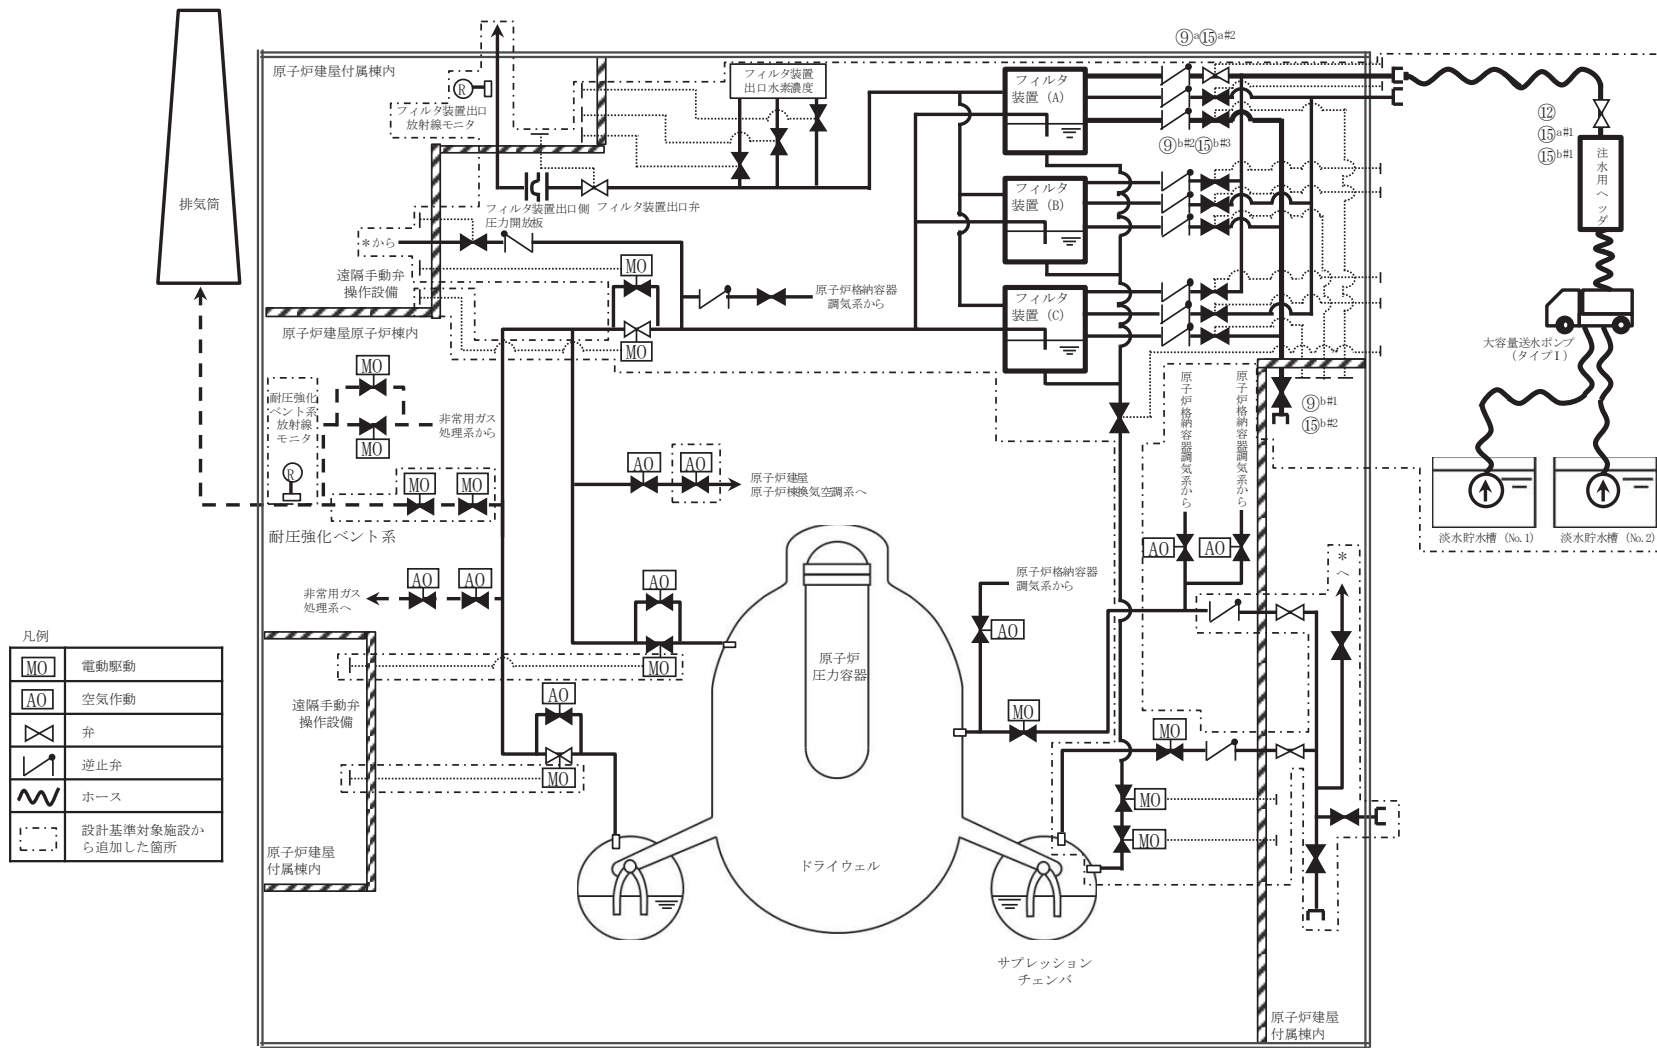 ⑨a⑮a#2
原子炉建屋付属棟内
R
フィルタ装置出口
放射線モニタ
フィルタ装置
出口水素濃度
フィルタ
装置 (A)
⑨b#2⑮b#3
⑫
⑮a#1
⑮b#1
注水用ヘッダ
排気筒
フィルタ装置出口側
圧力開放板
フィルタ装置出口弁
フィルタ
装置 (B)
*から
遠隔手動弁
操作設備
MO
原子炉格納容器
調気系から
フィルタ
装置 (C)
原子炉建屋原子炉棟内
MO
大容量送水ポンプ
(タイプⅠ)
MO
耐圧強化
ベント系
放射線
モニタ
R
非常用ガス
処理系から
MO
原子炉格納容器調気系から
原子炉格納容器調気系から
⑨b#1
⑮b#2
AO
AO
原子炉建屋
原子炉棟換気空調系へ
MO
MO
耐圧強化ベント系
淡水貯水槽 (No.1)
淡水貯水槽 (No.2)
AO
AO
*へ
非常用ガス
処理系へ
AO
AO
AO
原子炉格納容器
調気系から
AO
MO
凡例
MO
電動駆動
AO
空気作動
弁
逆止弁
ホース
設計基準対象施設か
ら追加した箇所
遠隔手動弁
操作設備
原子炉
圧力容器
AO
MO
MO
MO
MO
MO
原子炉建屋
付属棟内
ドライウェル
サプレッション
チェンバ
原子炉建屋
付属棟内